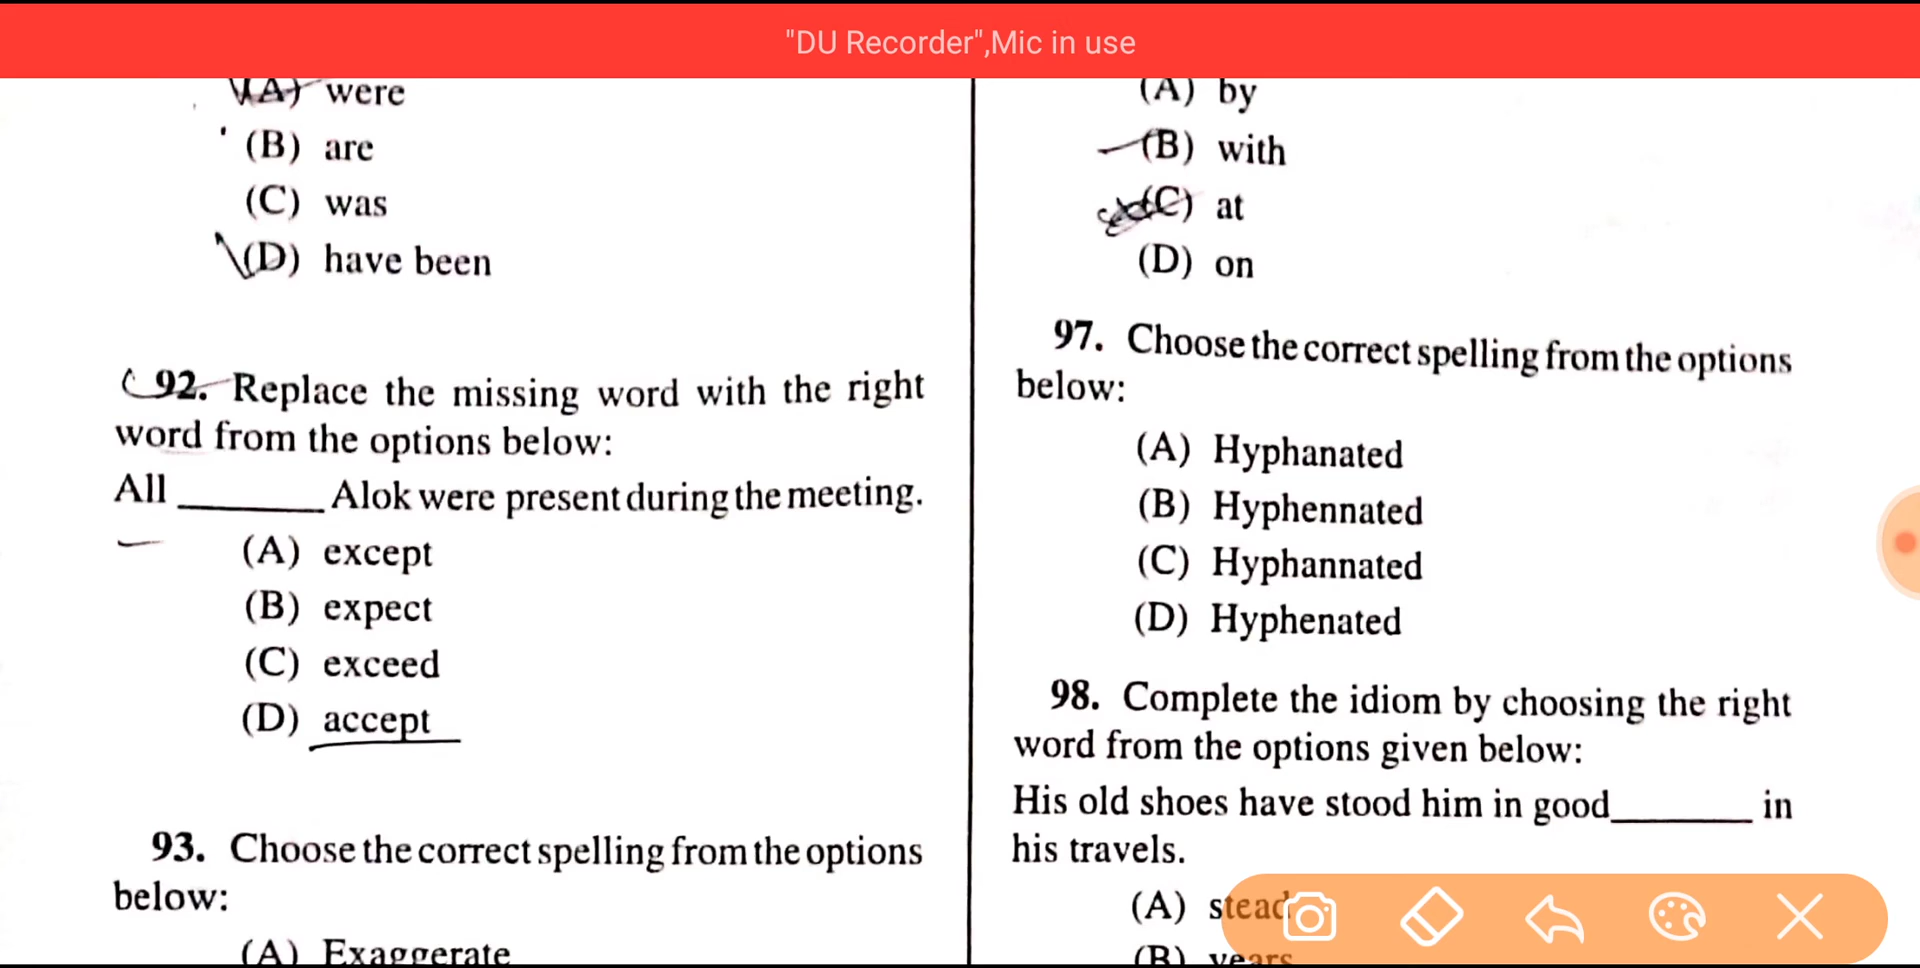 "DU Recorder",Mic in use
(A) were
(B) are
(C) was
(D) have been
92. Replace the missing word with the right
word from the options below:
All ______ Alok were present during the meeting.
(A) except
(B) expect
(C) exceed
(D) accept
93. Choose the correct spelling from the options
below:
(A) Exaggerate
(A) by
(B) with
(C) at
(D) on
97. Choose the correct spelling from the options
below:
(A) Hyphanated
(B) Hyphennated
(C) Hyphannated
(D) Hyphenated
98. Complete the idiom by choosing the right
word from the options given below:
His old shoes have stood him in good______ in
his travels.
(A) stead
(B) years